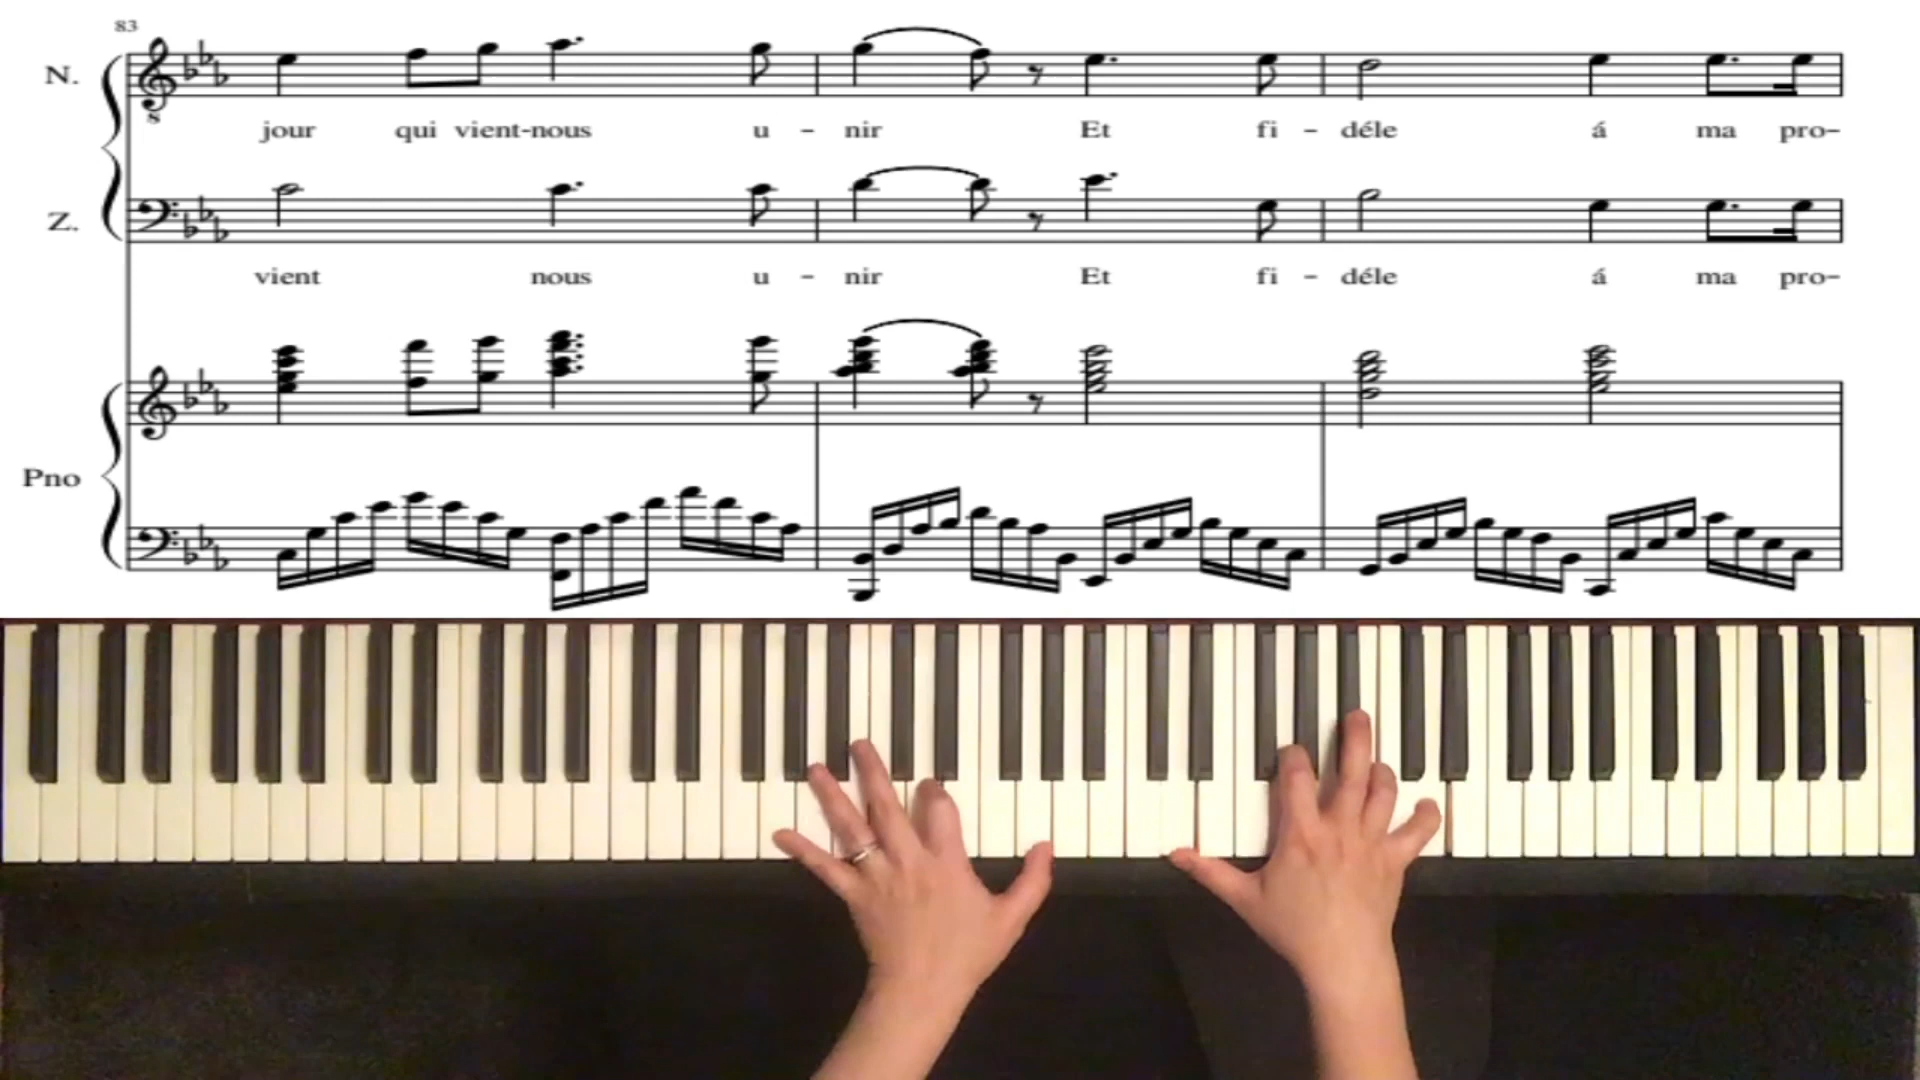 83
N.
jour qui vient-nous u - nir Et fi - déle á ma pro-
Z.
vient nous u - nir Et fi - déle á ma pro-
Pno